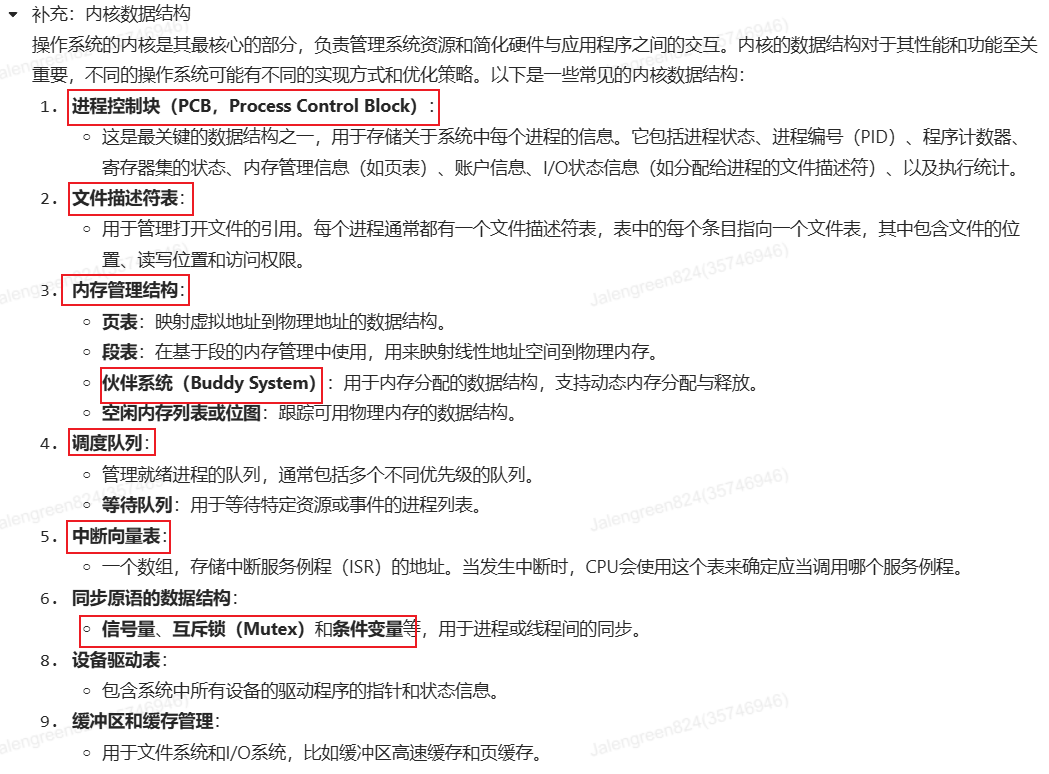 补充：内核数据结构
操作系统的内核是其最核心的部分，负责管理系统资源和简化硬件与应用程序之间的交互。内核的数据结构对于其性能和功能至关
重要，不同的操作系统可能有不同的实现方式和优化策略。以下是一些常见的内核数据结构：
1. 进程控制块（PCB，Process Control Block）：
这是最关键的数据结构之一，用于存储关于系统中每个进程的信息。它包括进程状态、进程编号（PID）、程序计数器、
寄存器集的状态、内存管理信息（如页表）、账户信息、I/O状态信息（如分配给进程的文件描述符）、以及执行统计。
2. 文件描述符表：
用于管理打开文件的引用。每个进程通常都有一个文件描述符表，表中的每个条目指向一个文件表，其中包含文件的位
置、读写位置和访问权限。
Jalengreen824(35746946)
3. 内存管理结构：
页表：映射虚拟地址到物理地址的数据结构。
段表：在基于段的内存管理中使用，用来映射线性地址空间到物理内存。
伙伴系统（Buddy System）：用于内存分配的数据结构，支持动态内存分配与释放。
空闲内存列表或位图：跟踪可用物理内存的数据结构。
4. 调度队列：
管理就绪进程的队列，通常包括多个不同优先级的队列。
等待队列：用于等待特定资源或事件的进程列表。
Jalengreen824(35746946)
5. 中断向量表：
一个数组，存储中断服务例程（ISR）的地址。当发生中断时，CPU会使用这个表来确定应当调用哪个服务例程。
6. 同步原语的数据结构：
信号量、互斥锁（Mutex）和条件变量等，用于进程或线程间的同步。
8. 设备驱动表：
包含系统中所有设备的驱动程序的指针和状态信息。
9. 缓冲区和缓存管理：
Jalengreen824(35746946)
用于文件系统和I/O系统，比如缓冲区高速缓存和页缓存。